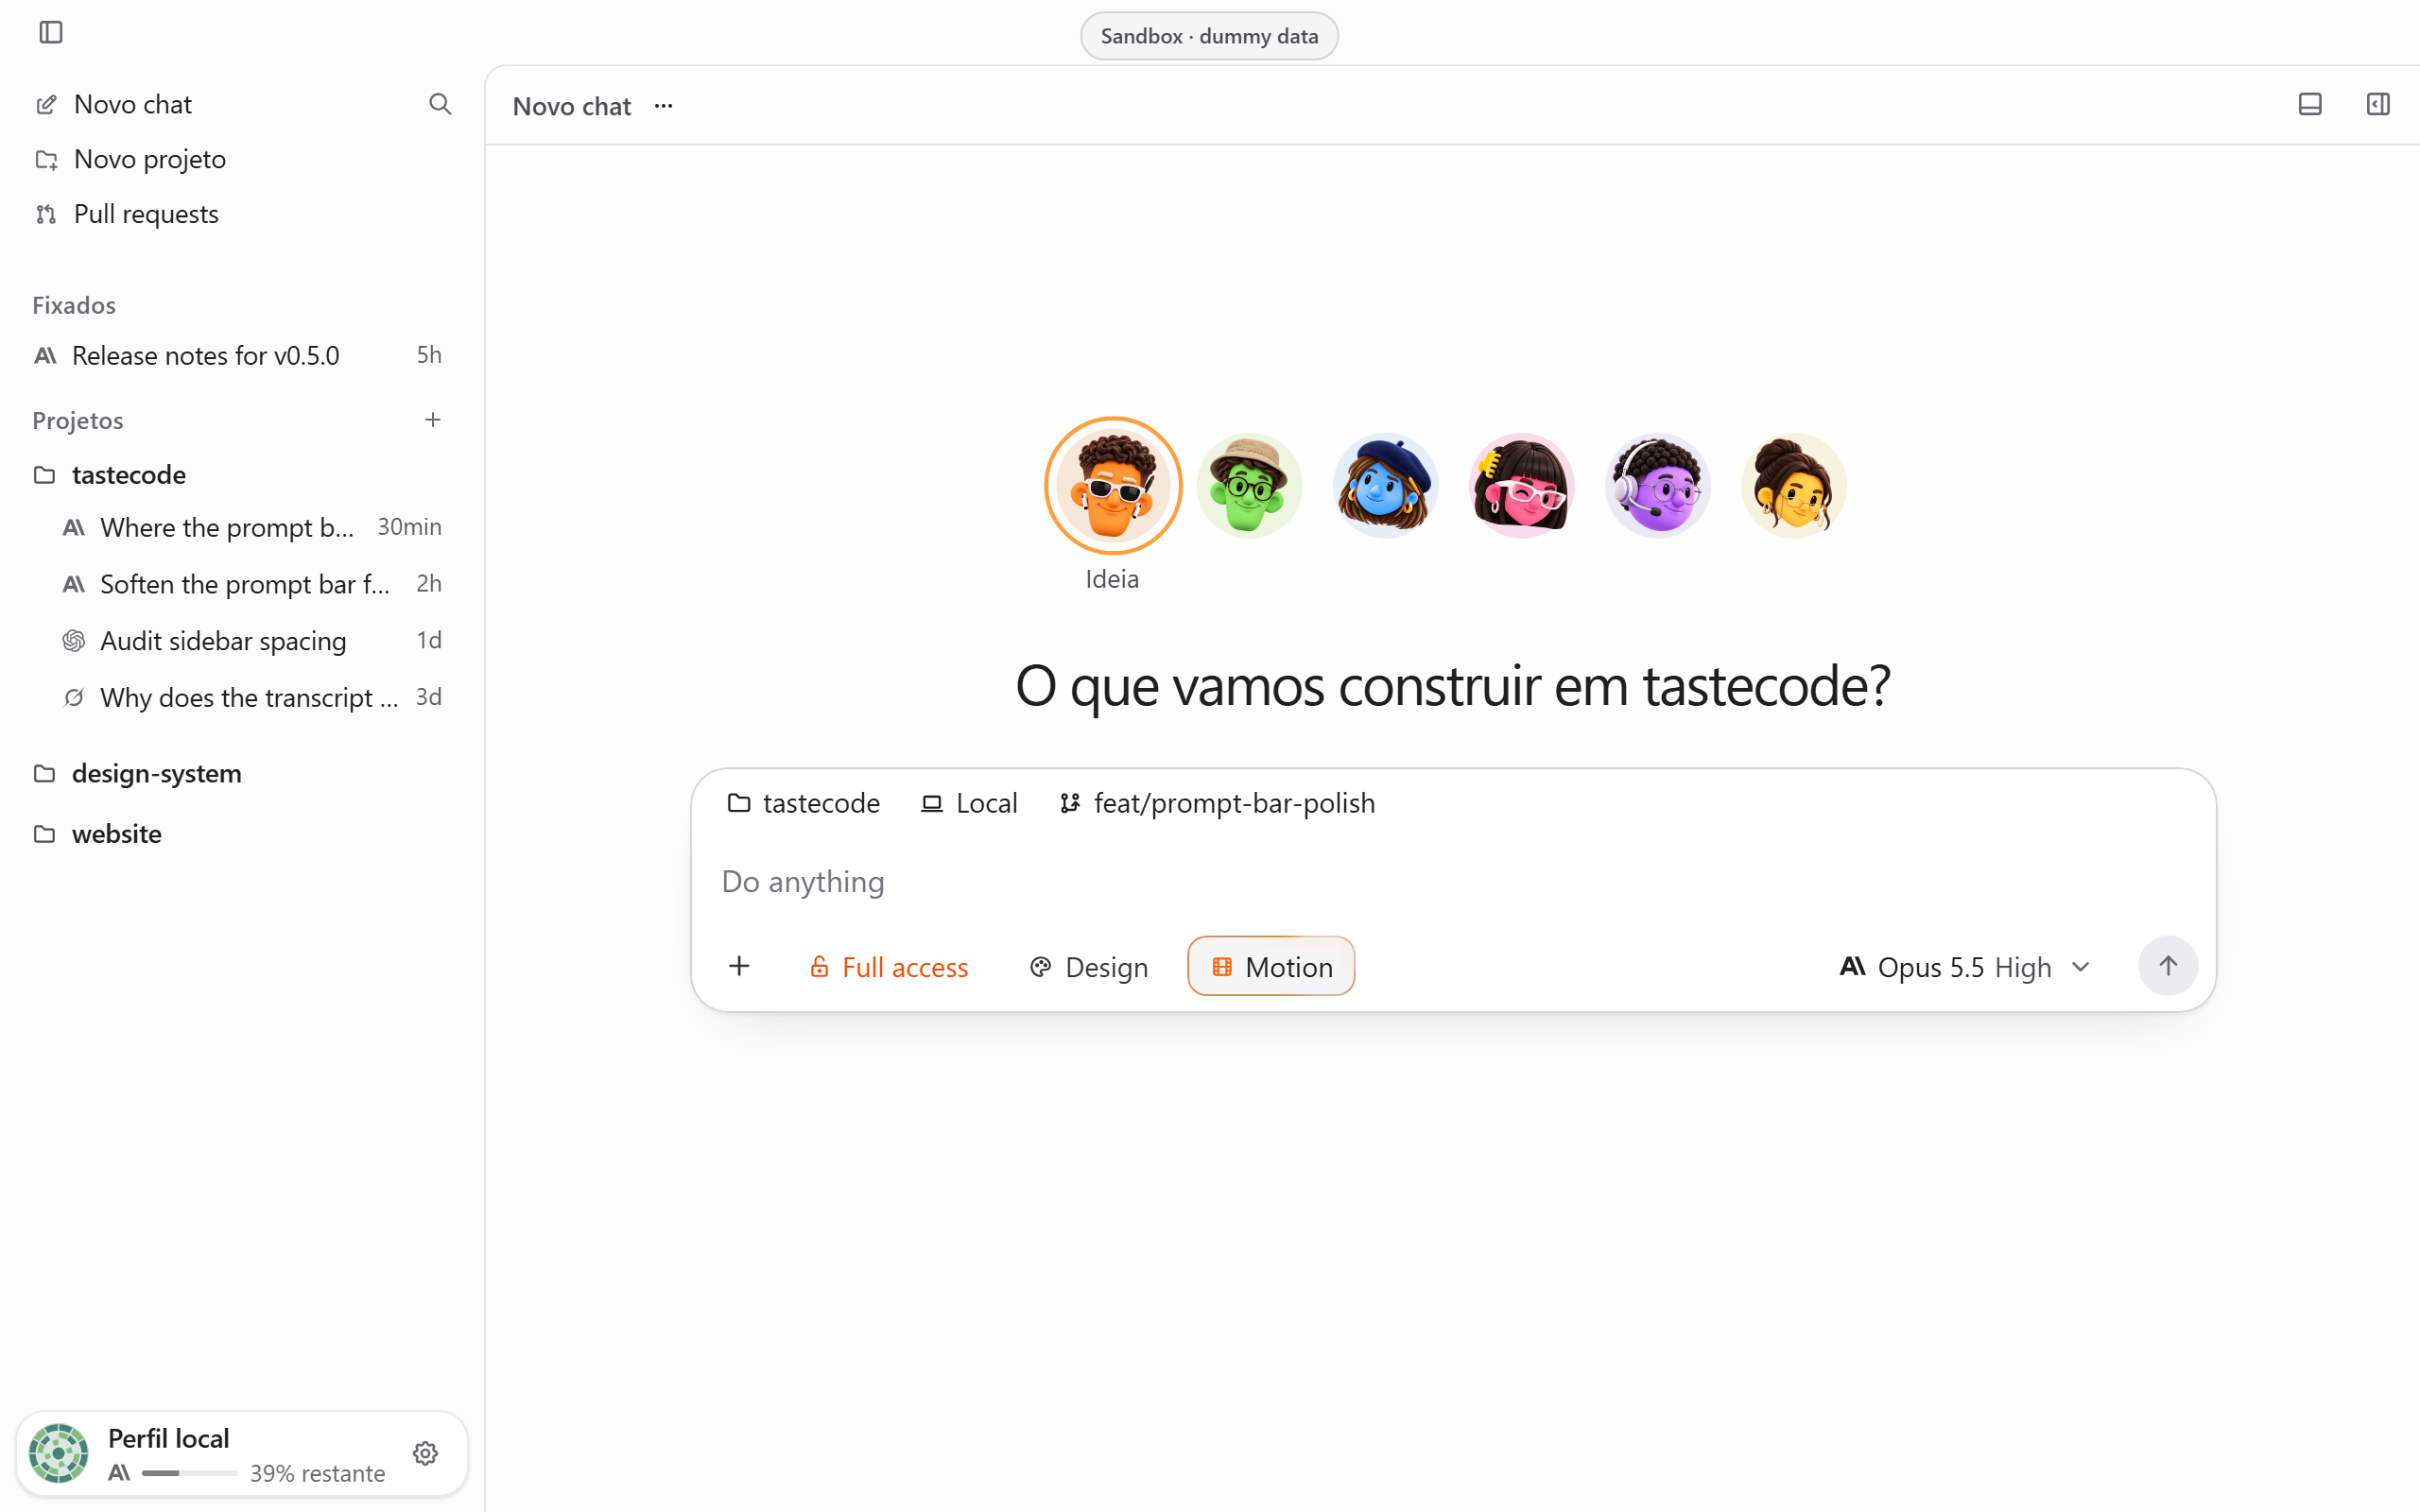 Sandbox · dummy data
Novo chat
Novo projeto
Pull requests
Fixados
Release notes for v0.5.0 5h
Projetos
tastecode
Where the prompt b... 30min
Soften the prompt bar f... 2h
Audit sidebar spacing 1d
Why does the transcript ... 3d
design-system
website
Perfil local
39% restante
Novo chat
Ideia
O que vamos construir em tastecode?
tastecode Local feat/prompt-bar-polish
Do anything
Full access Design Motion Opus 5.5 High